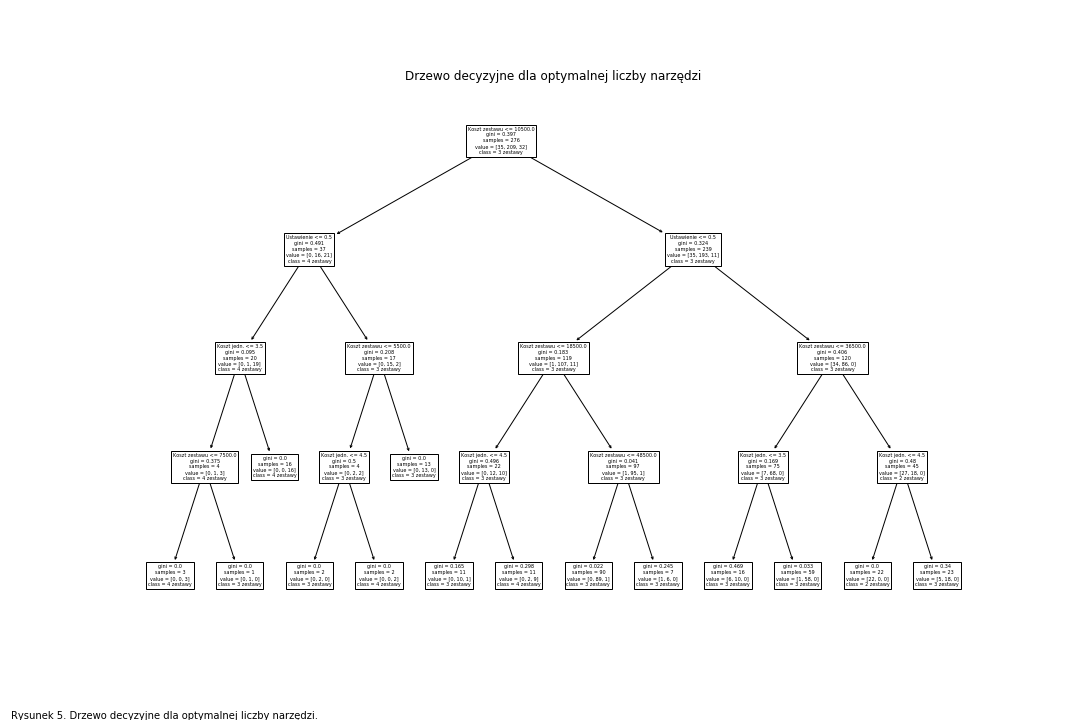 Drzewo decyzyjne dla optymalnej liczby narzędzi
Koszt zestawu <= 10500.0
gini = 0.397
samples = 276
value = [35, 209, 32]
class = 3 zestawy
Ustawienie <= 0.5
gini = 0.491
samples = 37
value = [0, 16, 21]
class = 4 zestawy
Ustawienie <= 0.5
gini = 0.324
samples = 239
value = [35, 193, 11]
class = 3 zestawy
Koszt jedn. <= 3.5
gini = 0.095
samples = 20
value = [0, 1, 19]
class = 4 zestawy
Koszt zestawu <= 5500.0
gini = 0.208
samples = 17
value = [0, 15, 2]
class = 3 zestawy
Koszt zestawu <= 18500.0
gini = 0.183
samples = 119
value = [1, 107, 11]
class = 3 zestawy
Koszt zestawu <= 36500.0
gini = 0.406
samples = 120
value = [34, 86, 0]
class = 3 zestawy
Koszt zestawu <= 7500.0
gini = 0.375
samples = 4
value = [0, 1, 3]
class = 4 zestawy
gini = 0.0
samples = 16
value = [0, 0, 16]
class = 4 zestawy
Koszt jedn. <= 4.5
gini = 0.5
samples = 4
value = [0, 2, 2]
class = 3 zestawy
gini = 0.0
samples = 13
value = [0, 13, 0]
class = 3 zestawy
Koszt jedn. <= 4.5
gini = 0.496
samples = 22
value = [0, 12, 10]
class = 3 zestawy
Koszt zestawu <= 48500.0
gini = 0.041
samples = 97
value = [1, 95, 1]
class = 3 zestawy
Koszt jedn. <= 3.5
gini = 0.169
samples = 75
value = [7, 68, 0]
class = 3 zestawy
Koszt jedn. <= 4.5
gini = 0.48
samples = 45
value = [27, 18, 0]
class = 2 zestawy
gini = 0.0
samples = 3
value = [0, 0, 3]
class = 4 zestawy
gini = 0.0
samples = 1
value = [0, 1, 0]
class = 3 zestawy
gini = 0.0
samples = 2
value = [0, 2, 0]
class = 3 zestawy
gini = 0.0
samples = 2
value = [0, 0, 2]
class = 4 zestawy
gini = 0.165
samples = 11
value = [0, 10, 1]
class = 3 zestawy
gini = 0.298
samples = 11
value = [0, 2, 9]
class = 4 zestawy
gini = 0.022
samples = 90
value = [0, 89, 1]
class = 3 zestawy
gini = 0.245
samples = 7
value = [1, 6, 0]
class = 3 zestawy
gini = 0.469
samples = 16
value = [6, 10, 0]
class = 3 zestawy
gini = 0.033
samples = 59
value = [1, 58, 0]
class = 3 zestawy
gini = 0.0
samples = 22
value = [22, 0, 0]
class = 2 zestawy
gini = 0.34
samples = 23
value = [5, 18, 0]
class = 3 zestawy
Rysunek 5. Drzewo decyzyjne dla optymalnej liczby narzędzi.